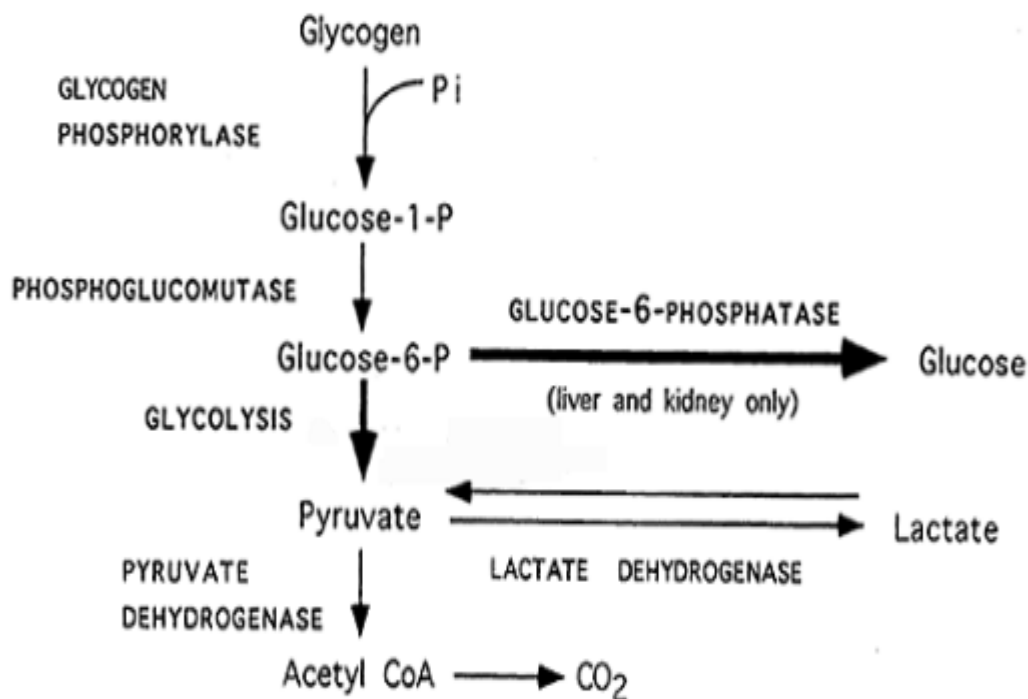 Glycogen
GLYCOGEN
PHOSPHORYLASE
Pi
Glucose-1-P
PHOSPHOGLUCOMUTASE
GLUCOSE-6-PHOSPHATASE
Glucose-6-P
Glucose
(liver and kidney only)
GLYCOLYSIS
Pyruvate
Lactate
PYRUVATE
DEHYDROGENASE
LACTATE DEHYDROGENASE
Acetyl CoA
CO₂